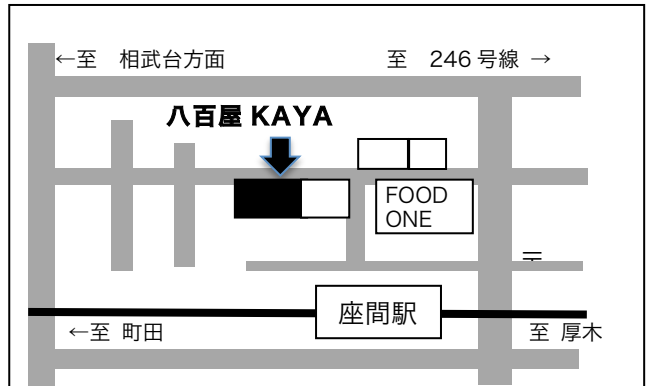 ←至　相武台方面
至　246号線 →
八百屋 KAYA
FOOD
ONE
〒
座間駅
←至 町田
至 厚木